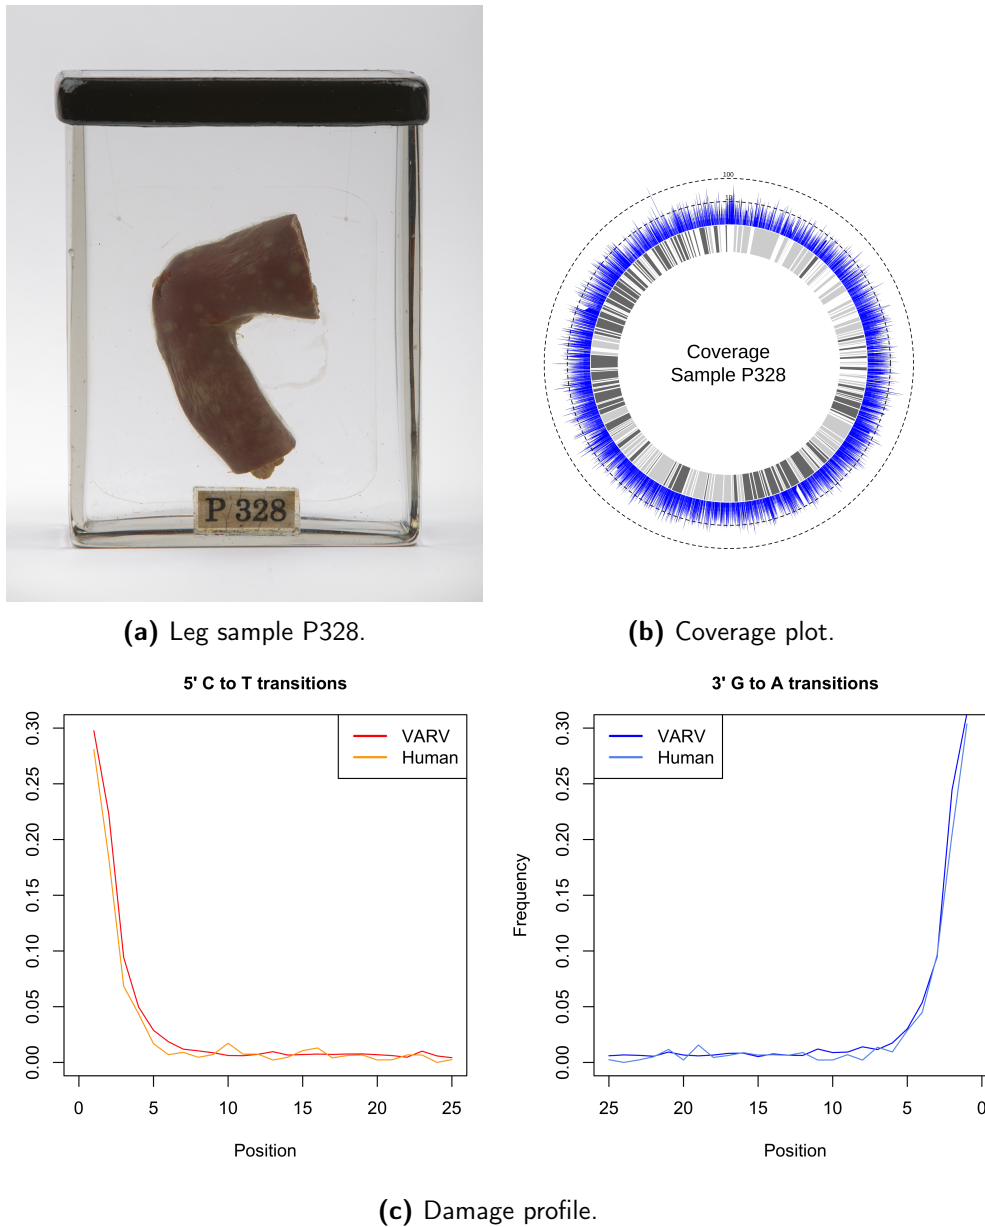 P 328
100
10
Coverage
Sample P328
(a) Leg sample P328.
(b) Coverage plot.
5' C to T transitions
3' G to A transitions
0.30
0.25
0.20
0.15
0.10
0.05
0.00
VARV
Human
0 5 10 15 20 25
Position
Frequency
0.30
0.25
0.20
0.15
0.10
0.05
0.00
VARV
Human
25 20 15 10 5 0
Position
(c) Damage profile.